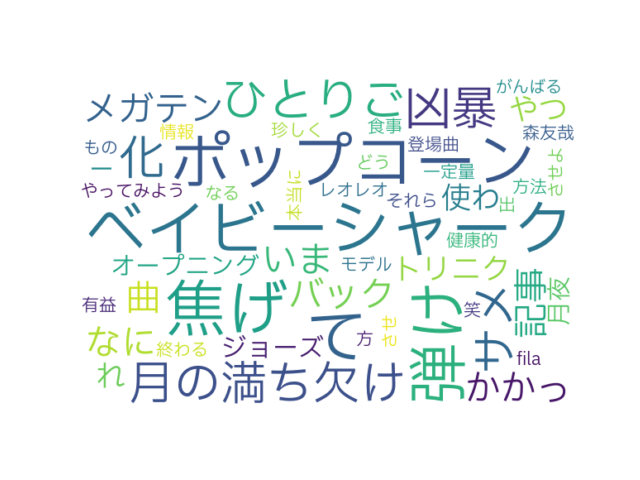 がんばる
メガテン
ひとりご
凶暴
やつ
情報
珍しく
食事
登場曲
森友哉
もの
化
ポップコーン
ー
やってみよう
なる
本当に
レオレオ
どう
それら
一定量
使わ
出
方法
させよ
ベイビーシャーク
健康的
オープニング
いま
モデル
トリニク
有益
曲
焦げ
バック
て
弾け
笑
サメ
記事
月夜
なに
終わる
ジョーズ
方
させ
fila
れ
月の満ち欠け
かかっ